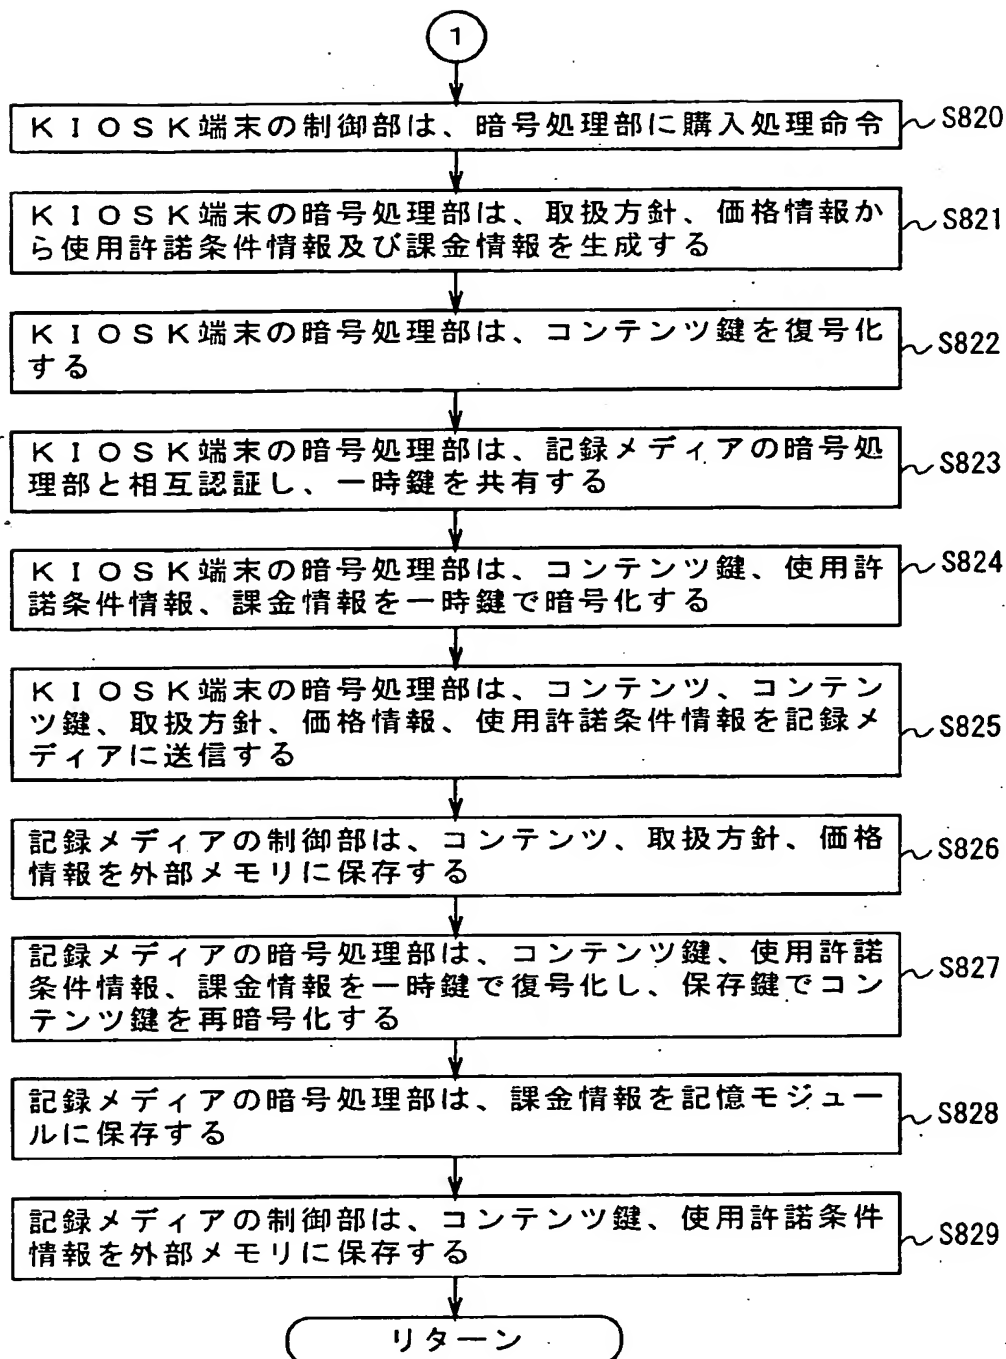 1
KIOSK端末の制御部は、暗号処理部に購入処理命令
S820
KIOSK端末の暗号処理部は、取扱方針、価格情報か
ら使用許諾条件情報及び課金情報を生成する
S821
KIOSK端末の暗号処理部は、コンテンツ鍵を復号化
する
S822
KIOSK端末の暗号処理部は、記録メディアの暗号処
理部と相互認証し、一時鍵を共有する
S823
KIOSK端末の暗号処理部は、コンテンツ鍵、使用許
諾条件情報、課金情報を一時鍵で暗号化する
S824
KIOSK端末の暗号処理部は、コンテンツ、コンテン
ツ鍵、取扱方針、価格情報、使用許諾条件情報を記録メ
ディアに送信する
S825
記録メディアの制御部は、コンテンツ、取扱方針、価格
情報を外部メモリに保存する
S826
記録メディアの暗号処理部は、コンテンツ鍵、使用許諾
条件情報、課金情報を一時鍵で復号化し、保存鍵でコン
テンツ鍵を再暗号化する
S827
記録メディアの暗号処理部は、課金情報を記憶モジュー
ルに保存する
S828
記録メディアの制御部は、コンテンツ鍵、使用許諾条件
情報を外部メモリに保存する
S829
リターン